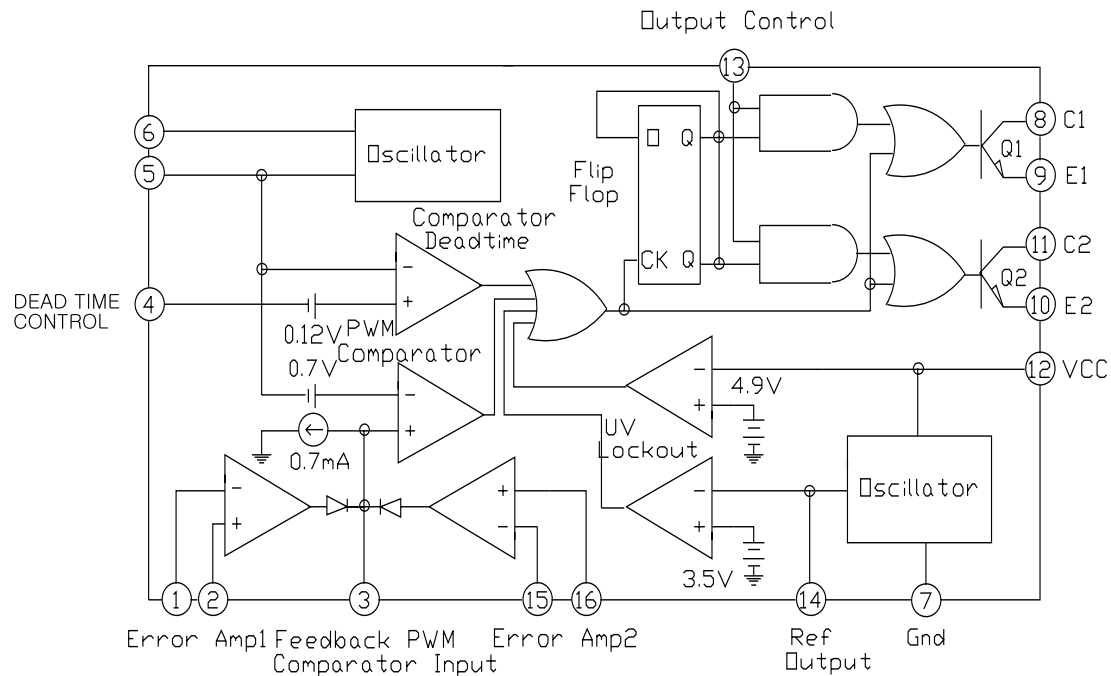 Output Control
13
6
Oscillator
D Q
8 C1
Q1
5
Flip
Flop
9 E1
Comparator
Deadtime
CK Q
11 C2
Q2
DEAD TIME
CONTROL
4
-
+
0.12V
PWM
Comparator
10 E2
0.7V
-
+
0.7mA
-
+
4.9V
12 VCC
UV
Lockout
-
+
+
-
-
+
3.5V
Oscillator
1
2
3
15
16
14
7
Error Amp1
Feedback PWM
Comparator Input
Error Amp2
Ref
Output
Gnd